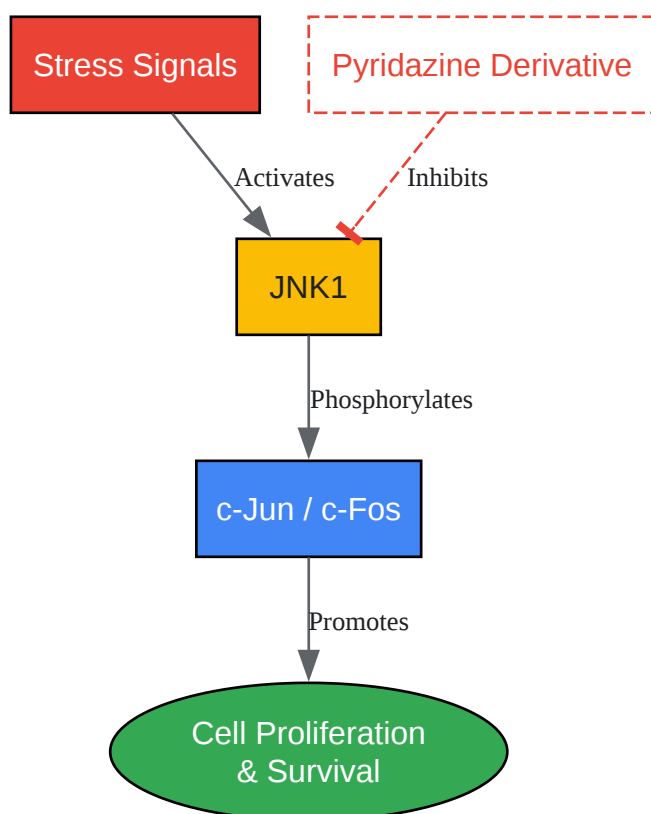 Stress Signals
Pyridazine Derivative
Activates
Inhibits
JNK1
Phosphorylates
c-Jun / c-Fos
Promotes
Cell Proliferation
& Survival